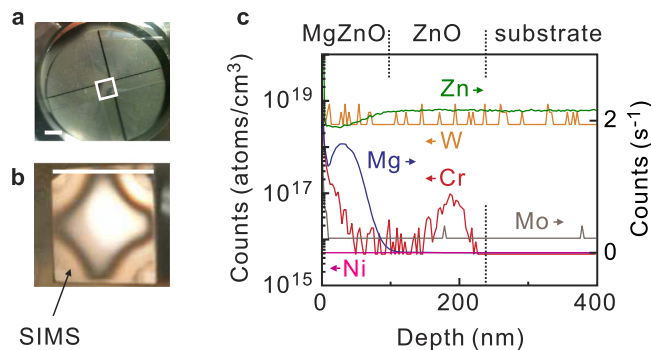 a
b
SIMS
c
MgZnO ZnO substrate
Counts (atoms/cm³)
10¹⁹
10¹⁷
10¹⁵
Zn→
←W
Mg→
←Cr
Mo→
←Ni
2
0
Counts (s⁻¹)
0 200 400
Depth (nm)